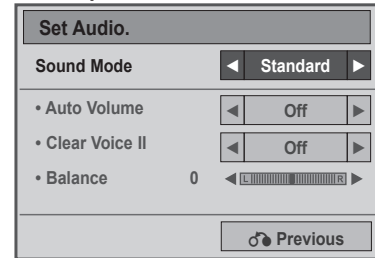 Set Audio.
Sound Mode ◄ Standard ►
• Auto Volume ◄ Off ►
• Clear Voice II ◄ Off ►
• Balance 0 ◄ L R ►
Previous